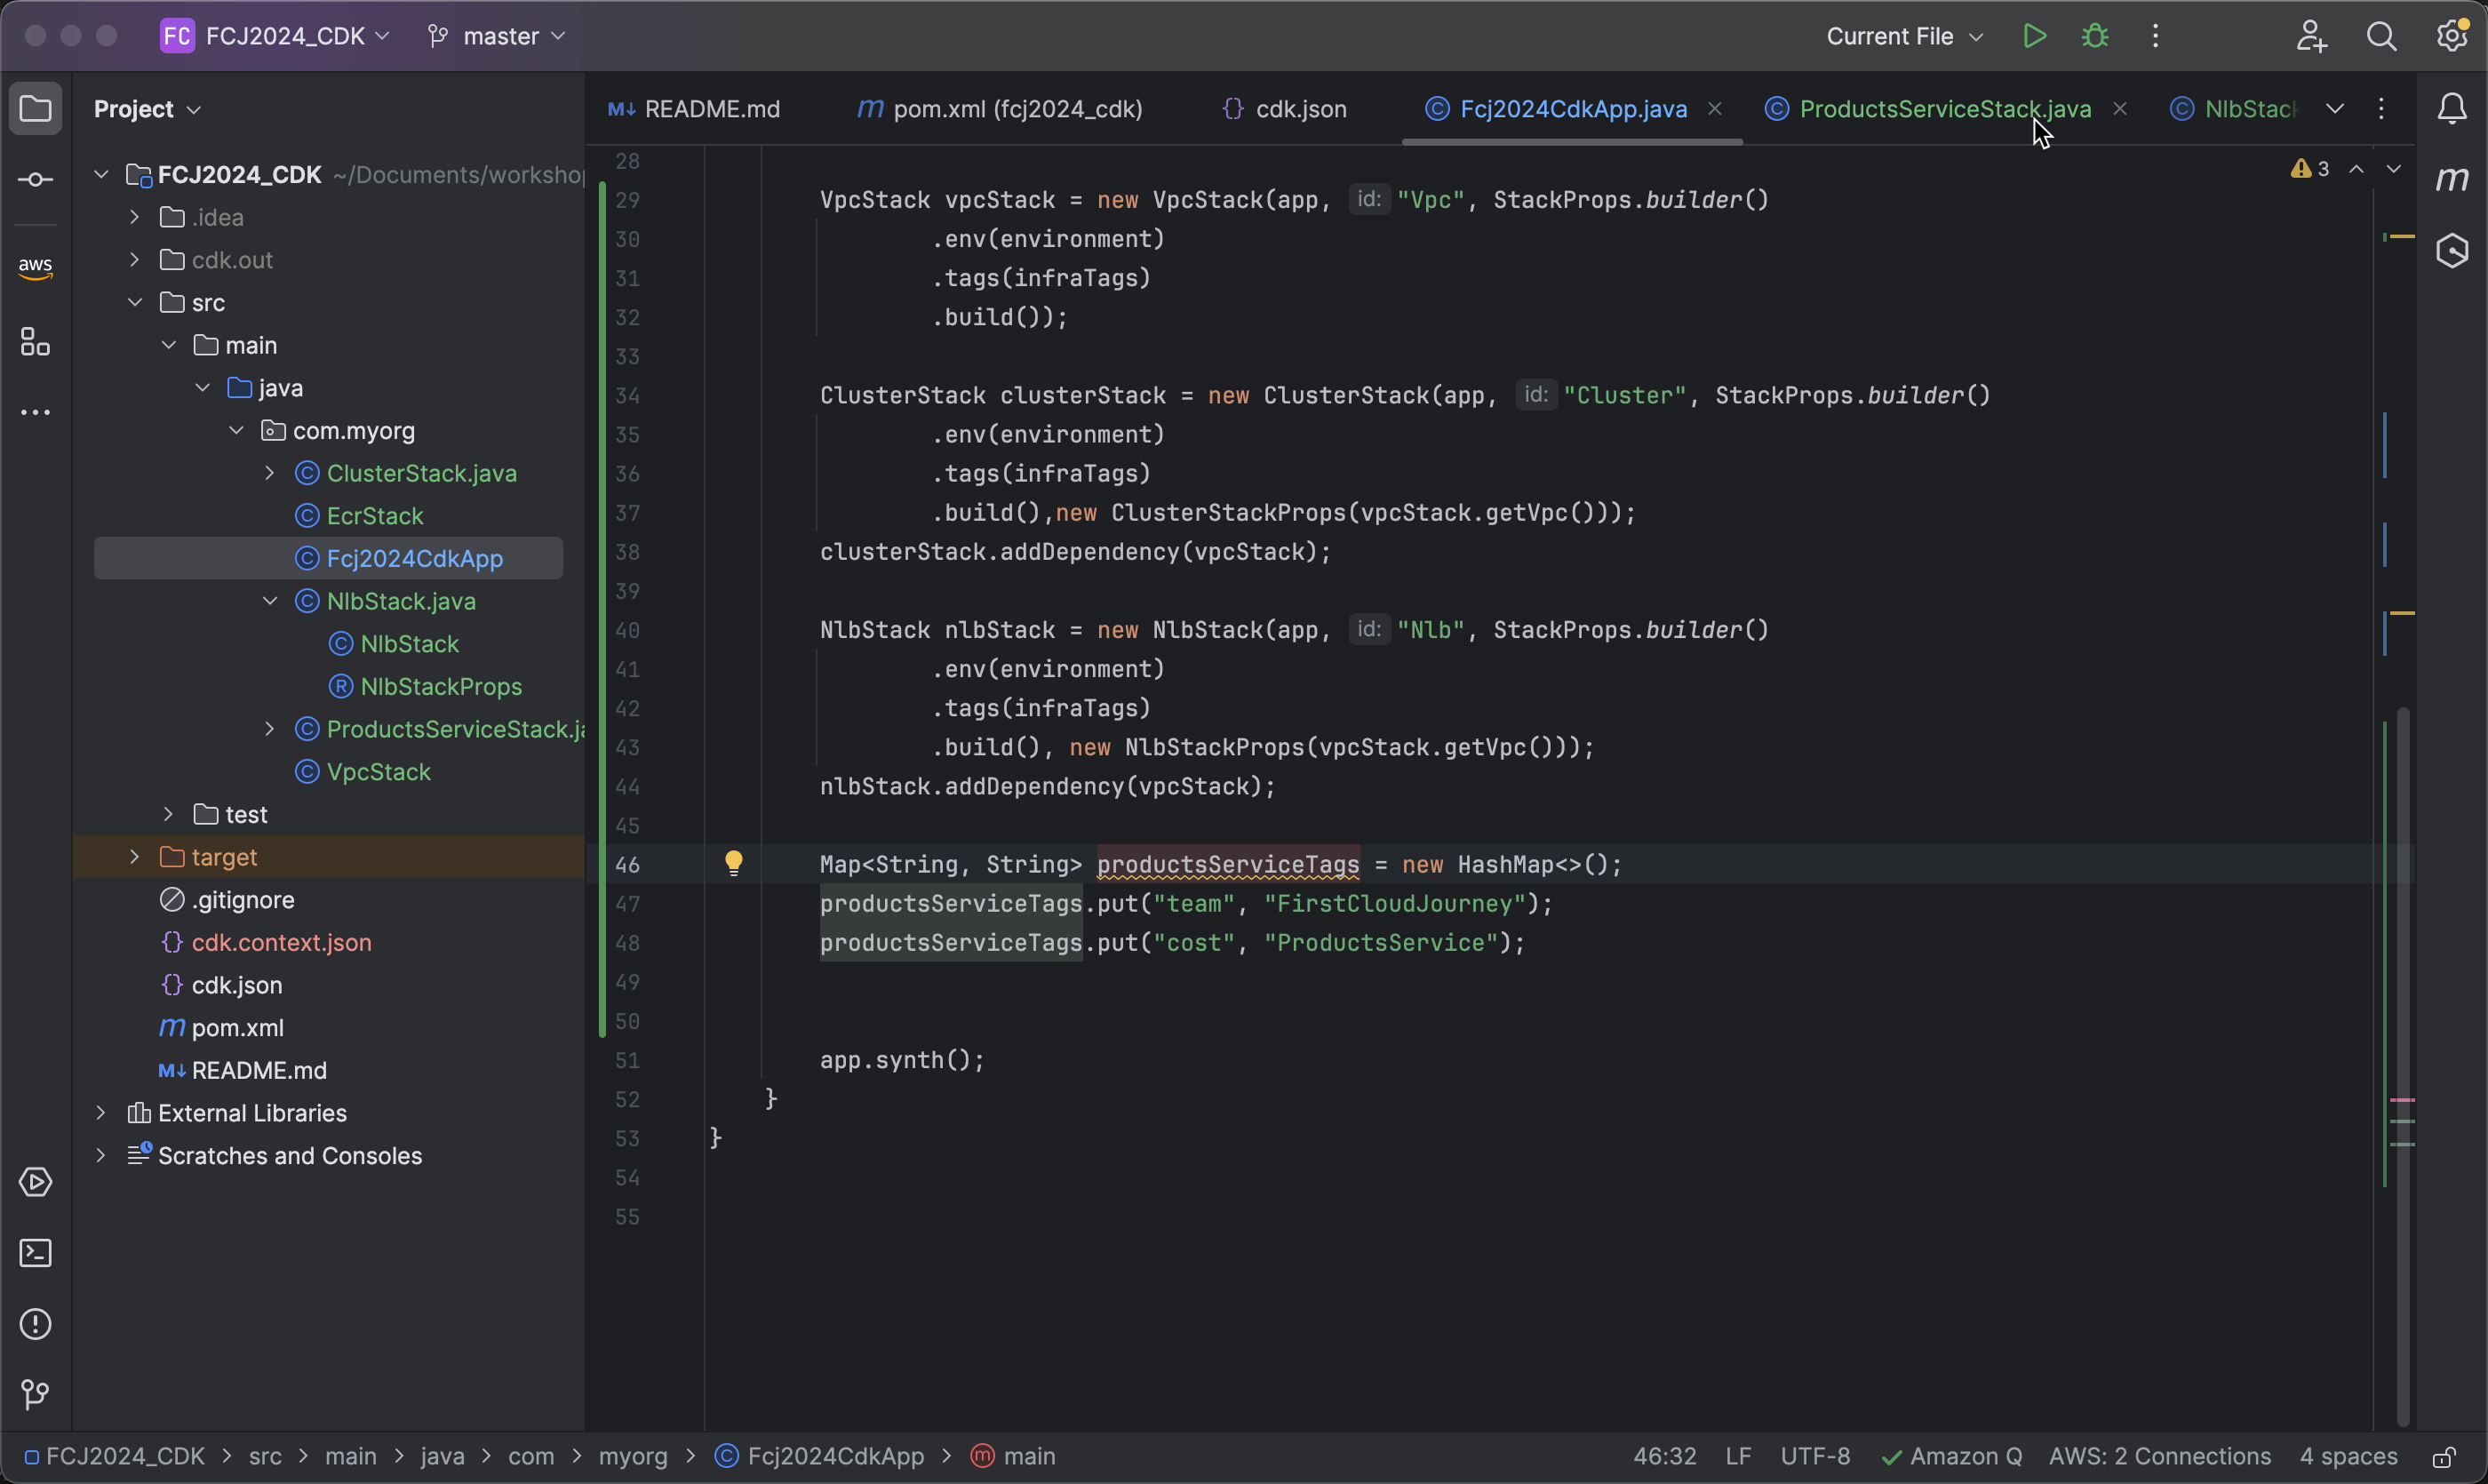 FC FCJ2024_CDK master Current File
Project
README.md pom.xml (fcj2024_cdk) cdk.json Fcj2024CdkApp.java ProductsServiceStack.java
FCJ2024_CDK
.idea
cdk.out
src
main
java
com.myorg
ClusterStack.java
EcrStack
Fcj2024CdkApp
NlbStack.java
NlbStack
NlbStackProps
VpcStack
test
target
.gitignore
cdk.context.json
cdk.json
pom.xml
README.md
External Libraries
Scratches and Consoles
aws
3
28
29 VpcStack vpcStack = new VpcStack(app, id: "Vpc", StackProps.builder()
30 .env(environment)
31 .tags(infraTags)
32 .build());
33
34 ClusterStack clusterStack = new ClusterStack(app, id: "Cluster", StackProps.builder()
35 .env(environment)
36 .tags(infraTags)
37 .build(),new ClusterStackProps(vpcStack.getVpc()));
38 clusterStack.addDependency(vpcStack);
39
40 NlbStack nlbStack = new NlbStack(app, id: "Nlb", StackProps.builder()
41 .env(environment)
42 .tags(infraTags)
43 .build(), new NlbStackProps(vpcStack.getVpc()));
44 nlbStack.addDependency(vpcStack);
45
46 Map<String, String> productsServiceTags = new HashMap<>();
47 productsServiceTags.put("team", "FirstCloudJourney");
48 productsServiceTags.put("cost", "ProductsService");
49
50
51 app.synth();
52 }
53 }
54
55
FCJ2024_CDK > src > main > java > com > myorg > Fcj2024CdkApp > main 46:32 LF UTF-8 Amazon Q AWS: 2 Connections 4 spaces